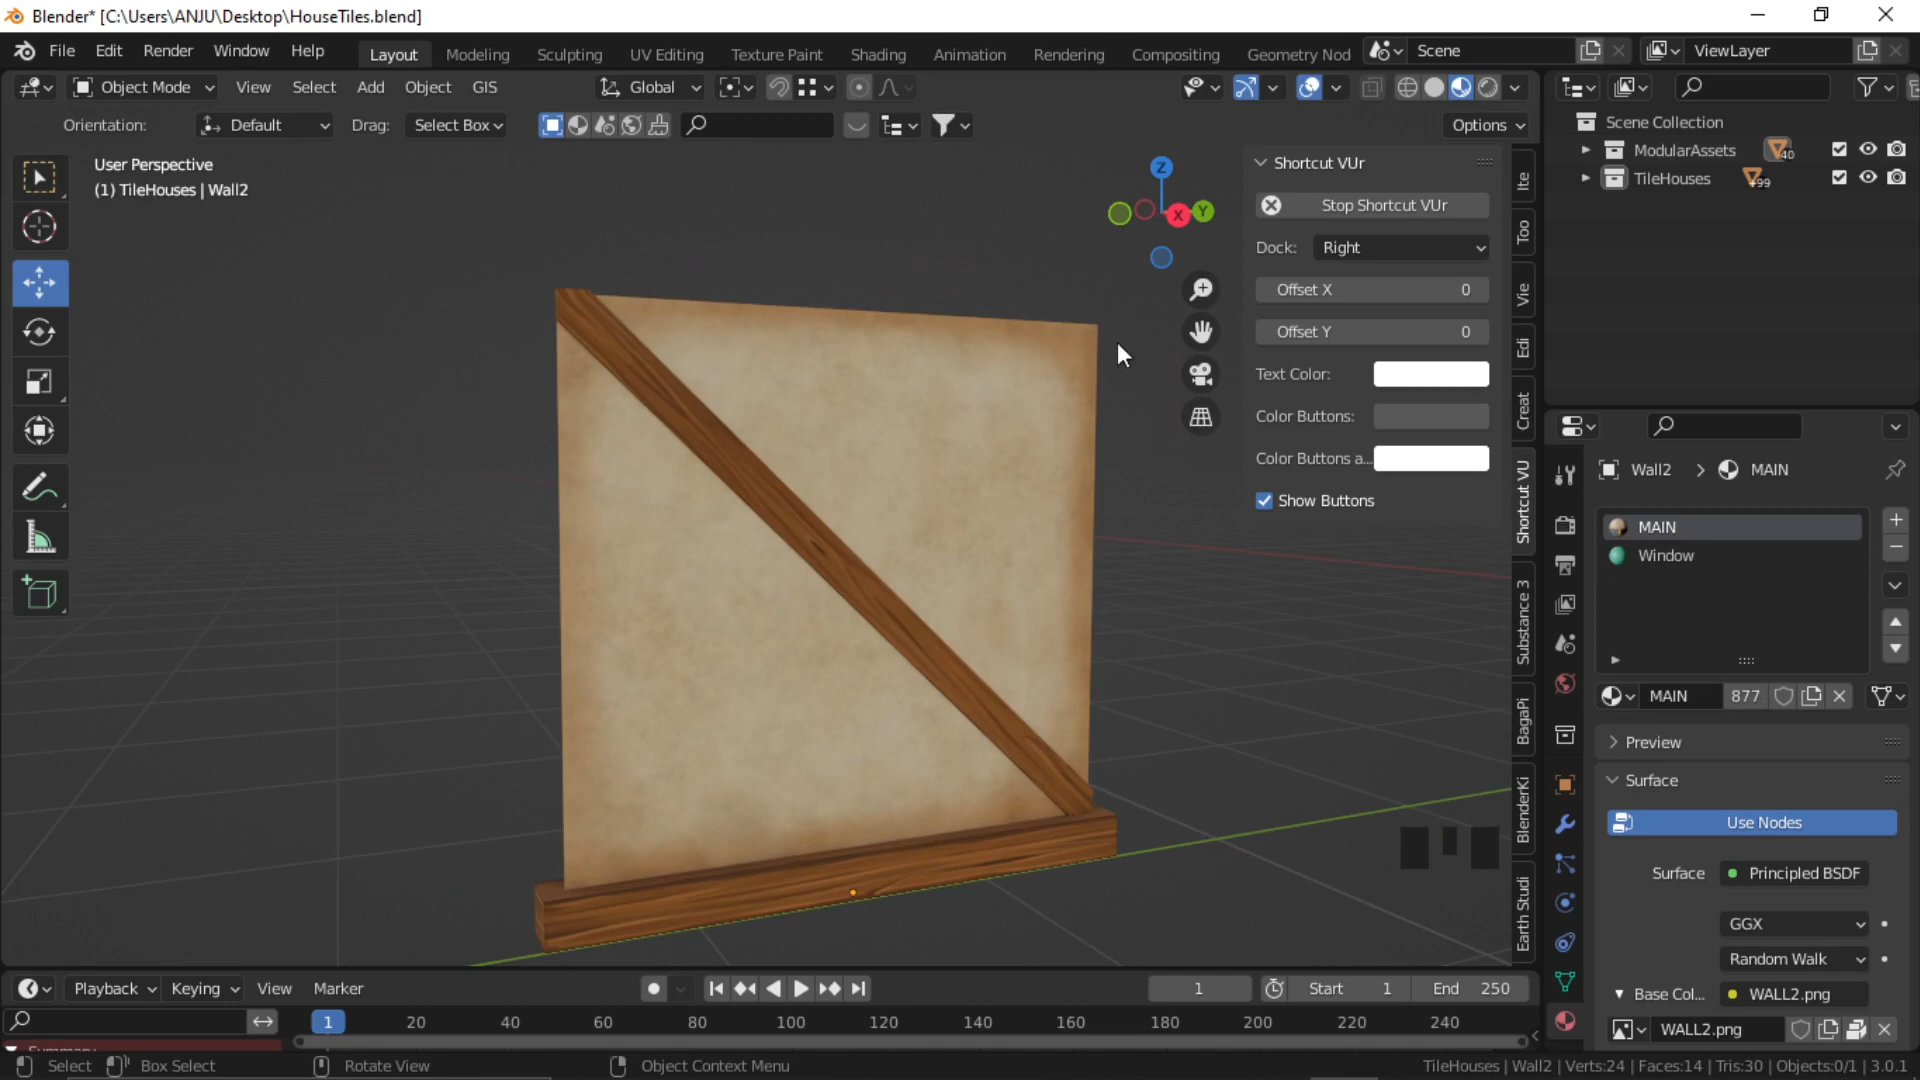 Blender* [C:\Users\ANJU\Desktop\HouseTiles.blend]
File Edit Render Window Help Layout Modeling Sculpting UV Editing Texture Paint Shading Animation Rendering Compositing Geometry Nod Scene ViewLayer
Object Mode View Select Add Object GIS Global
Orientation: Default Drag: Select Box Options
User Perspective
(1) TileHouses | Wall2
Z
X
Y
Shortcut VUr
Stop Shortcut VUr
Dock: Right
Offset X 0
Offset Y 0
Text Color:
Color Buttons:
Color Buttons a...
Show Buttons
Ite
Too
Vie
Edi
Creat
Shortcut VU
Substance 3
BagaPi
BlenderKi
Earth Studi
Scene Collection
ModularAssets 40
TileHouses 99
Wall2 > MAIN
MAIN
Window
MAIN 877
Preview
Surface
Use Nodes
Surface Principled BSDF
GGX
Random Walk
Base Col... WALL2.png
WALL2.png
Playback Keying View Marker 1 Start 1 End 250
1 20 40 60 80 100 120 140 160 180 200 220 240
Select Box Select Rotate View Object Context Menu TileHouses | Wall2 | Verts:24 | Faces:14 | Tris:30 | Objects:0/1 | 3.0.1